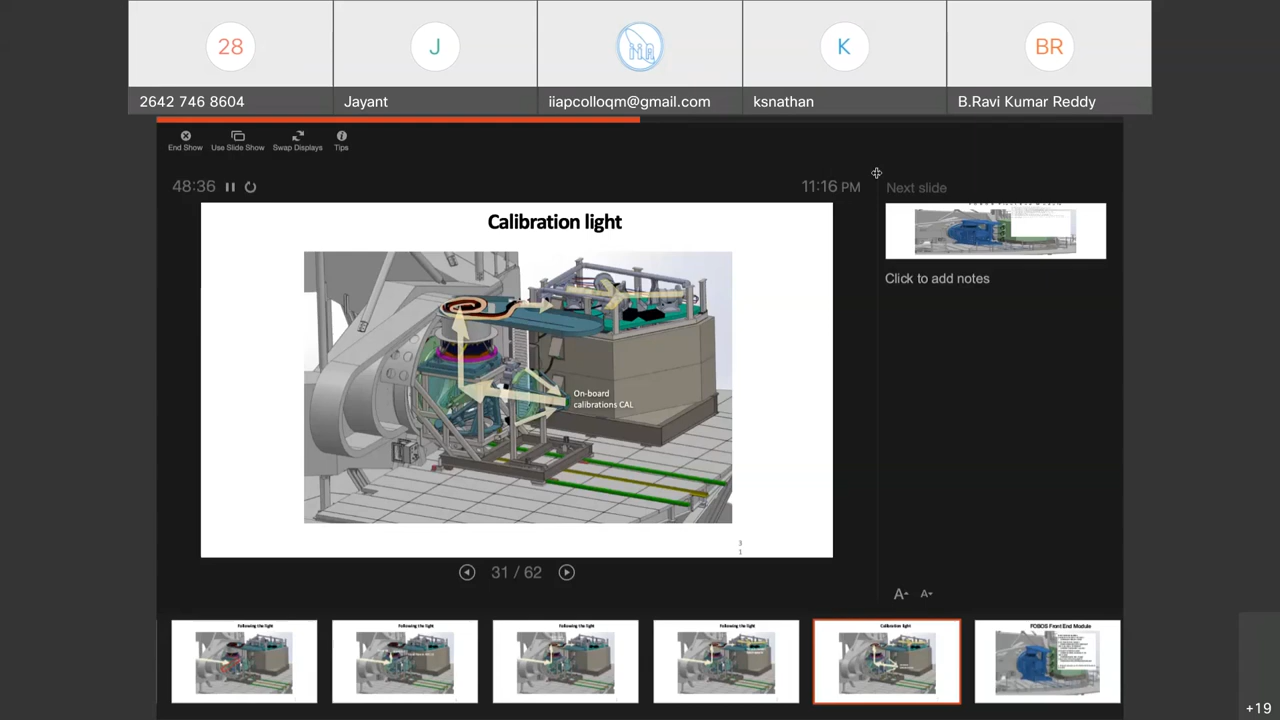 28
J
iiA
K
BR
2642 746 8604
Jayant
iiapcolloqm@gmail.com
ksnathan
B.Ravi Kumar Reddy
End Show
Use Slide Show
Swap Displays
Tips
48:36
11:16 PM
Next slide
Calibration light
Click to add notes
On-board
calibrations CAL
3
1
31 / 62
A
A
Following the light
Following the light
Following the light
Following the light
Calibration light
FOBOS Front End Module
+19